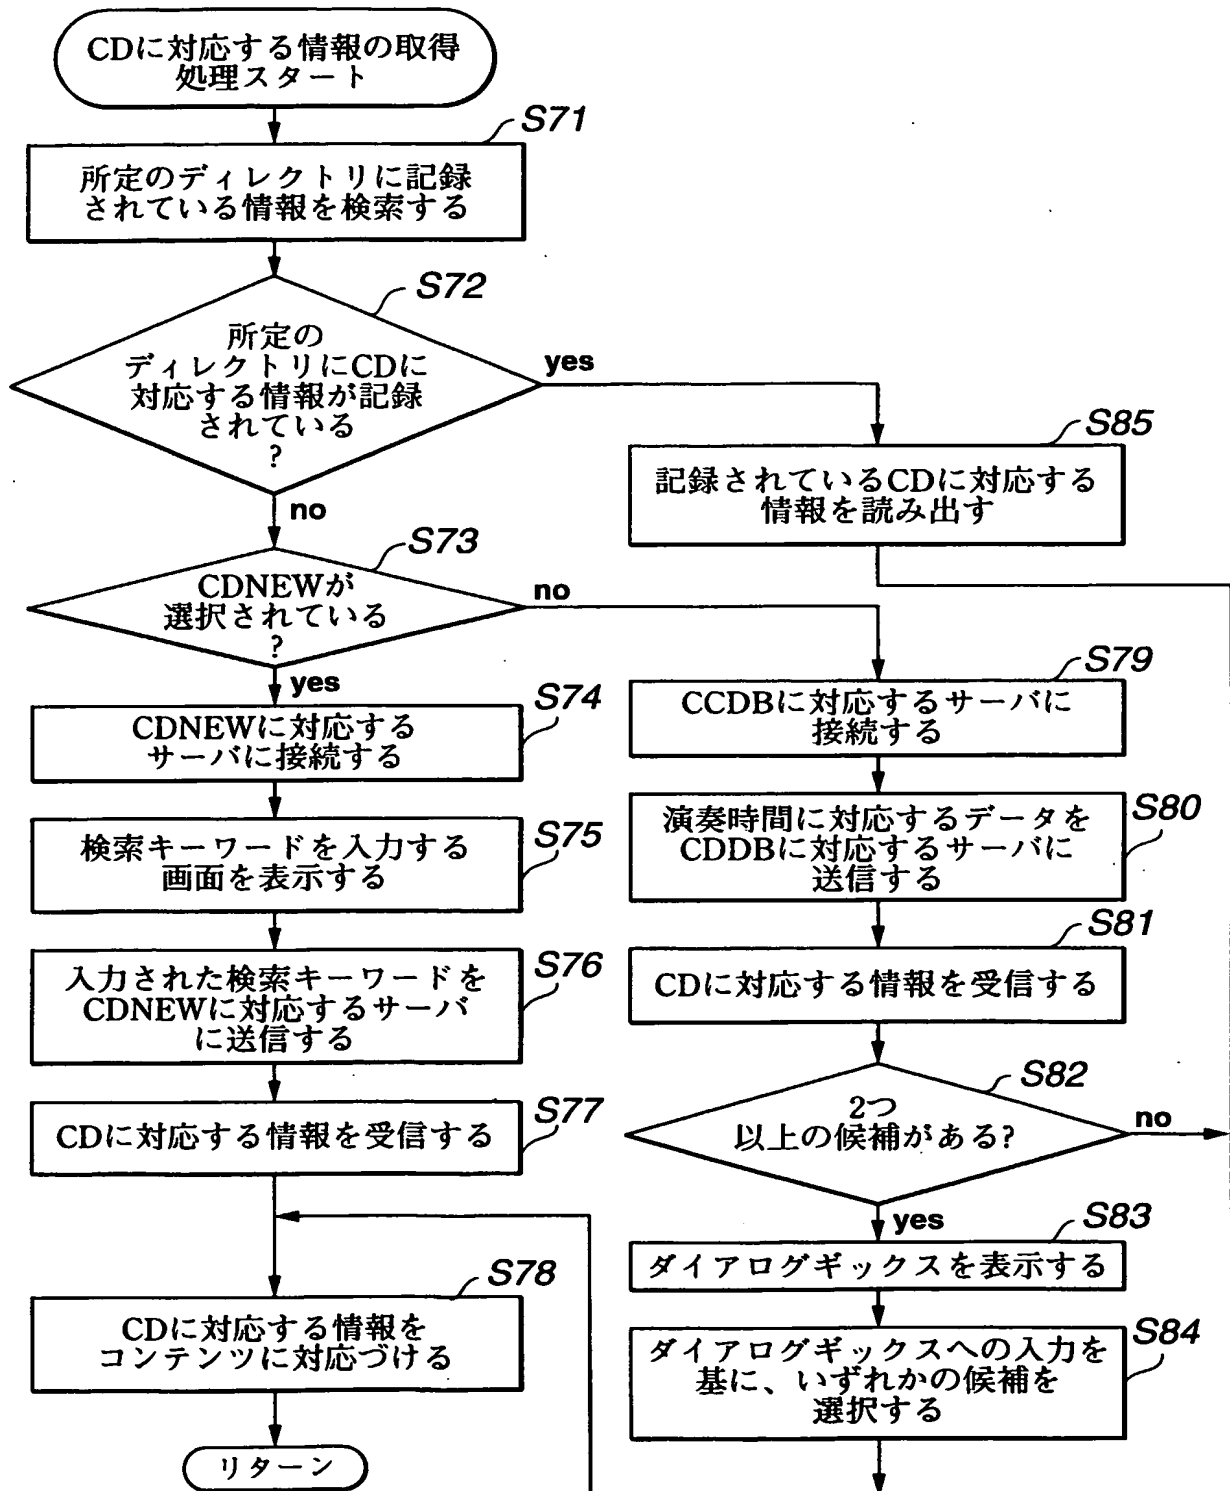 CDに対応する情報の取得
処理スタート
S71
所定のディレクトリに記録
されている情報を検索する
S72
所定の
ディレクトリにCDに
対応する情報が記録
されている
?
yes
no
S85
記録されているCDに対応する
情報を読み出す
S73
CDNEWが
選択されている
?
no
yes
S74
CDNEWに対応する
サーバに接続する
S75
検索キーワードを入力する
画面を表示する
S76
入力された検索キーワードを
CDNEWに対応するサーバ
に送信する
S77
CDに対応する情報を受信する
S78
CDに対応する情報を
コンテンツに対応づける
リターン
S79
CCDBに対応するサーバに
接続する
S80
演奏時間に対応するデータを
CDDBに対応するサーバに
送信する
S81
CDに対応する情報を受信する
S82
2つ
以上の候補がある?
no
yes
S83
ダイアログギックスを表示する
S84
ダイアログギックスへの入力を
基に、いずれかの候補を
選択する